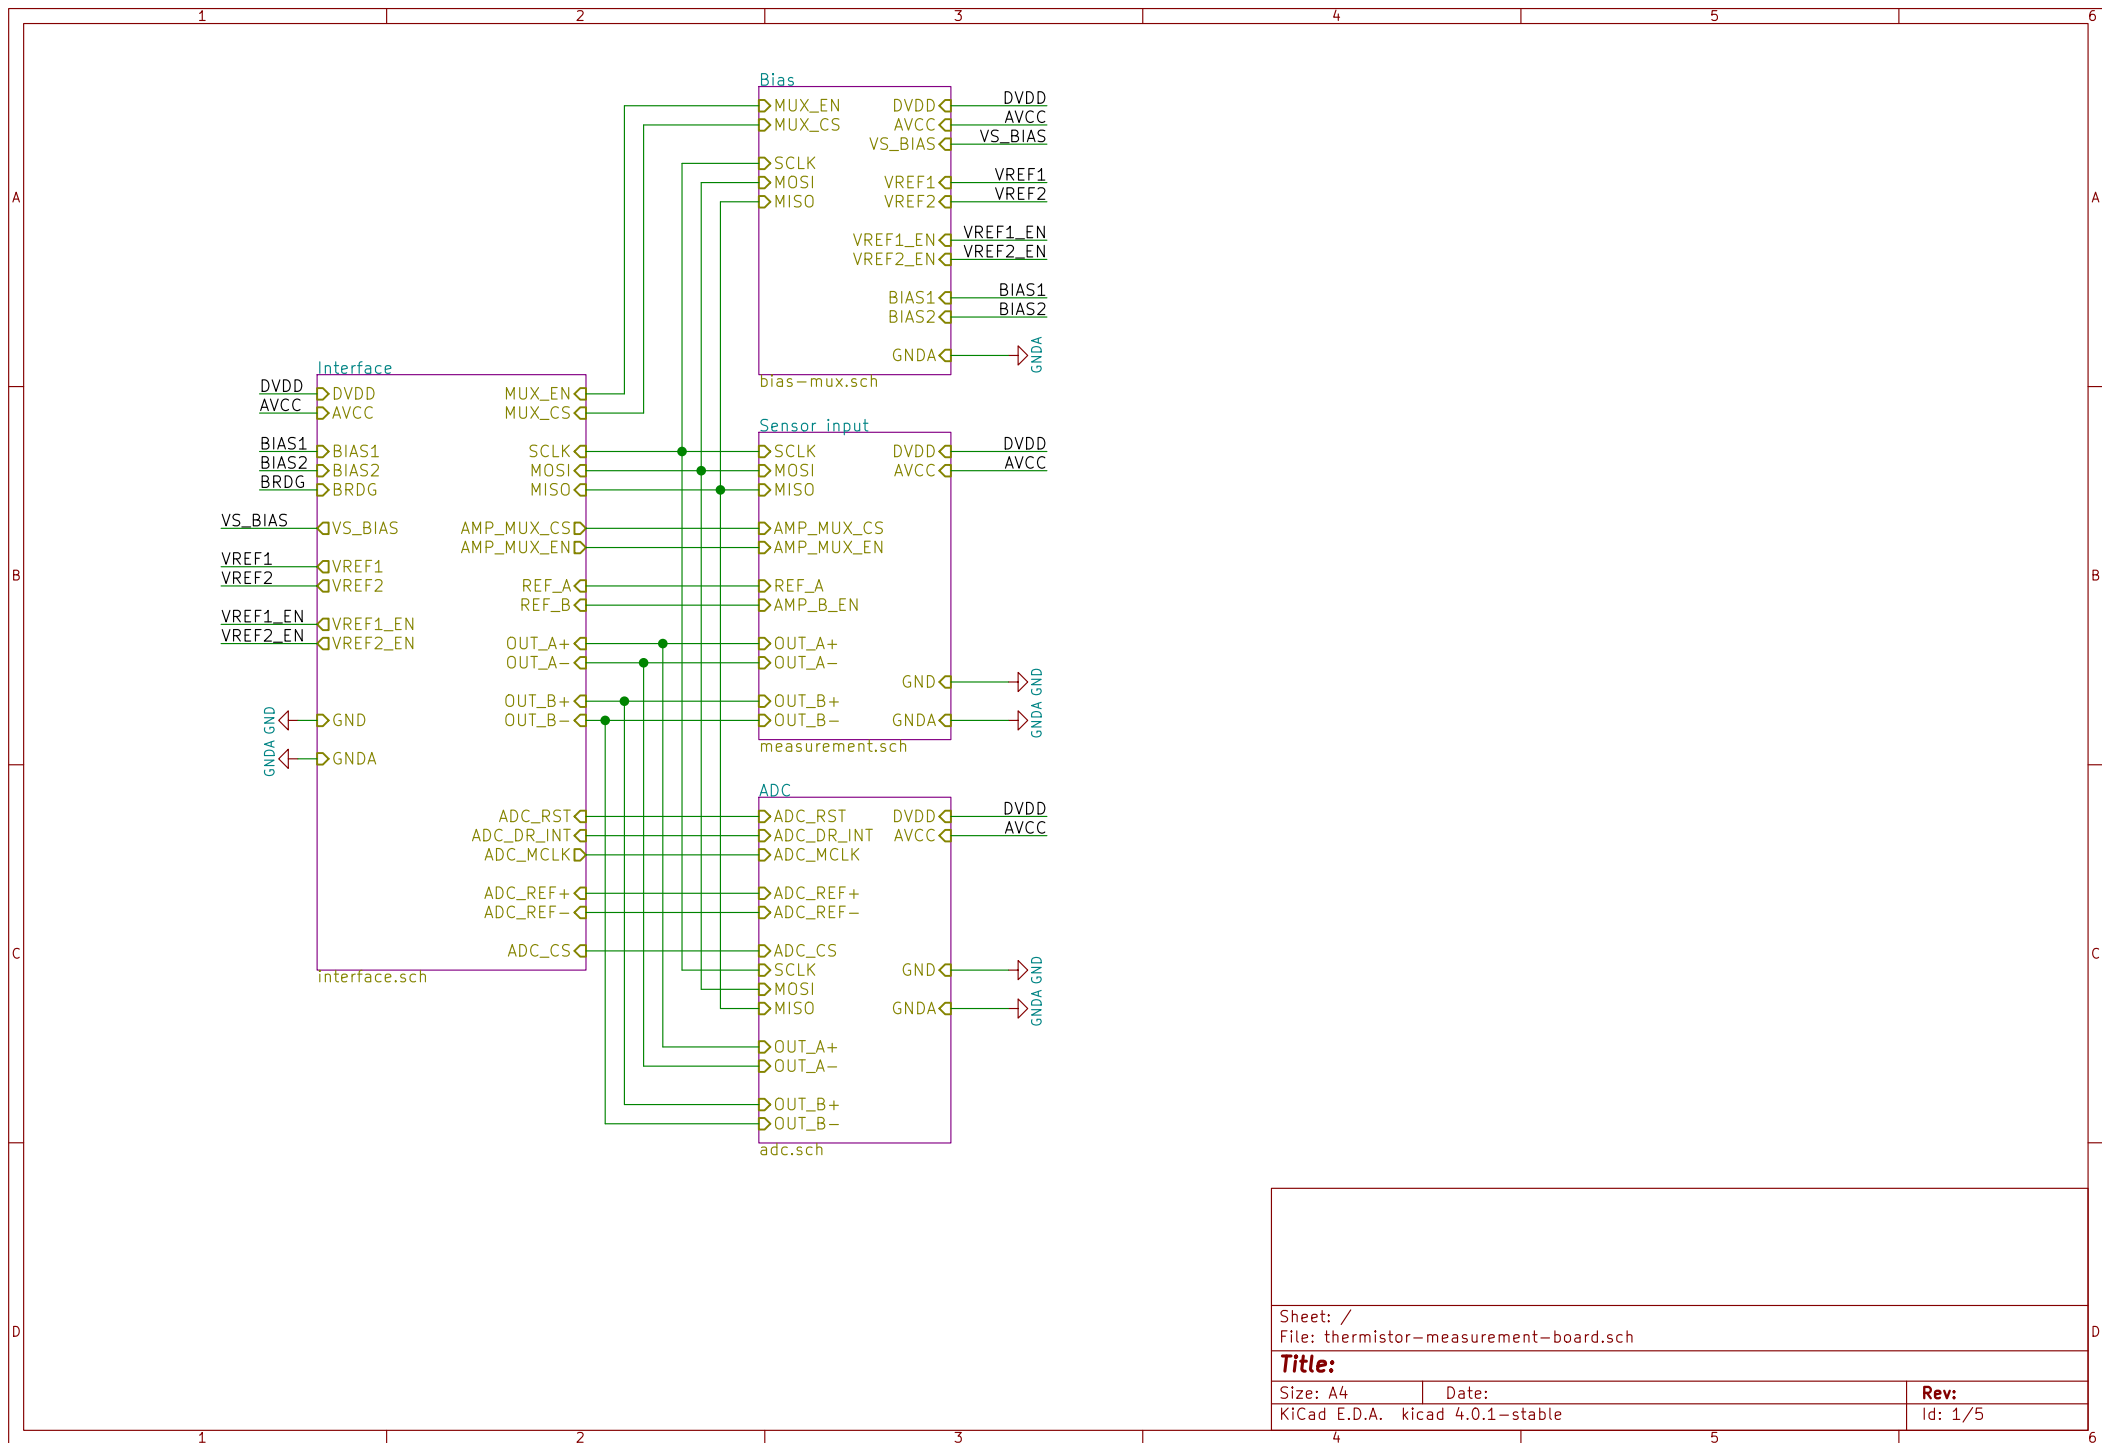 1 2 3 4 5 6
A
B
C
D
Bias
MUX_EN
MUX_CS
SCLK
MOSI
MISO
DVDD DVDD
AVCC AVCC
VS_BIAS VS_BIAS
VREF1 VREF1
VREF2 VREF2
VREF1_EN VREF1_EN
VREF2_EN VREF2_EN
BIAS1 BIAS1
BIAS2 BIAS2
GNDA GNDA
bias-mux.sch
Interface
DVDD DVDD
AVCC AVCC
BIAS1 BIAS1
BIAS2 BIAS2
BRDG BRDG
VS_BIAS VS_BIAS
VREF1 VREF1
VREF2 VREF2
VREF1_EN VREF1_EN
VREF2_EN VREF2_EN
GND GND
GNDA GNDA
MUX_EN
MUX_CS
SCLK
MOSI
MISO
AMP_MUX_CS
AMP_MUX_EN
REF_A
REF_B
OUT_A+
OUT_A-
OUT_B+
OUT_B-
ADC_RST
ADC_DR_INT
ADC_MCLK
ADC_REF+
ADC_REF-
ADC_CS
interface.sch
Sensor input
SCLK
MOSI
MISO
AMP_MUX_CS
AMP_MUX_EN
REF_A
AMP_B_EN
OUT_A+
OUT_A-
OUT_B+
OUT_B-
DVDD DVDD
AVCC AVCC
GND GND
GNDA GNDA
measurement.sch
ADC
ADC_RST
ADC_DR_INT
ADC_MCLK
ADC_REF+
ADC_REF-
ADC_CS
SCLK
MOSI
MISO
OUT_A+
OUT_A-
OUT_B+
OUT_B-
DVDD DVDD
AVCC AVCC
GND GND
GNDA GNDA
adc.sch
A
B
C
D
Sheet: /
File: thermistor-measurement-board.sch
Title:
Size: A4 Date: Rev:
KiCad E.D.A. kicad 4.0.1-stable Id: 1/5
1 2 3 4 5 6